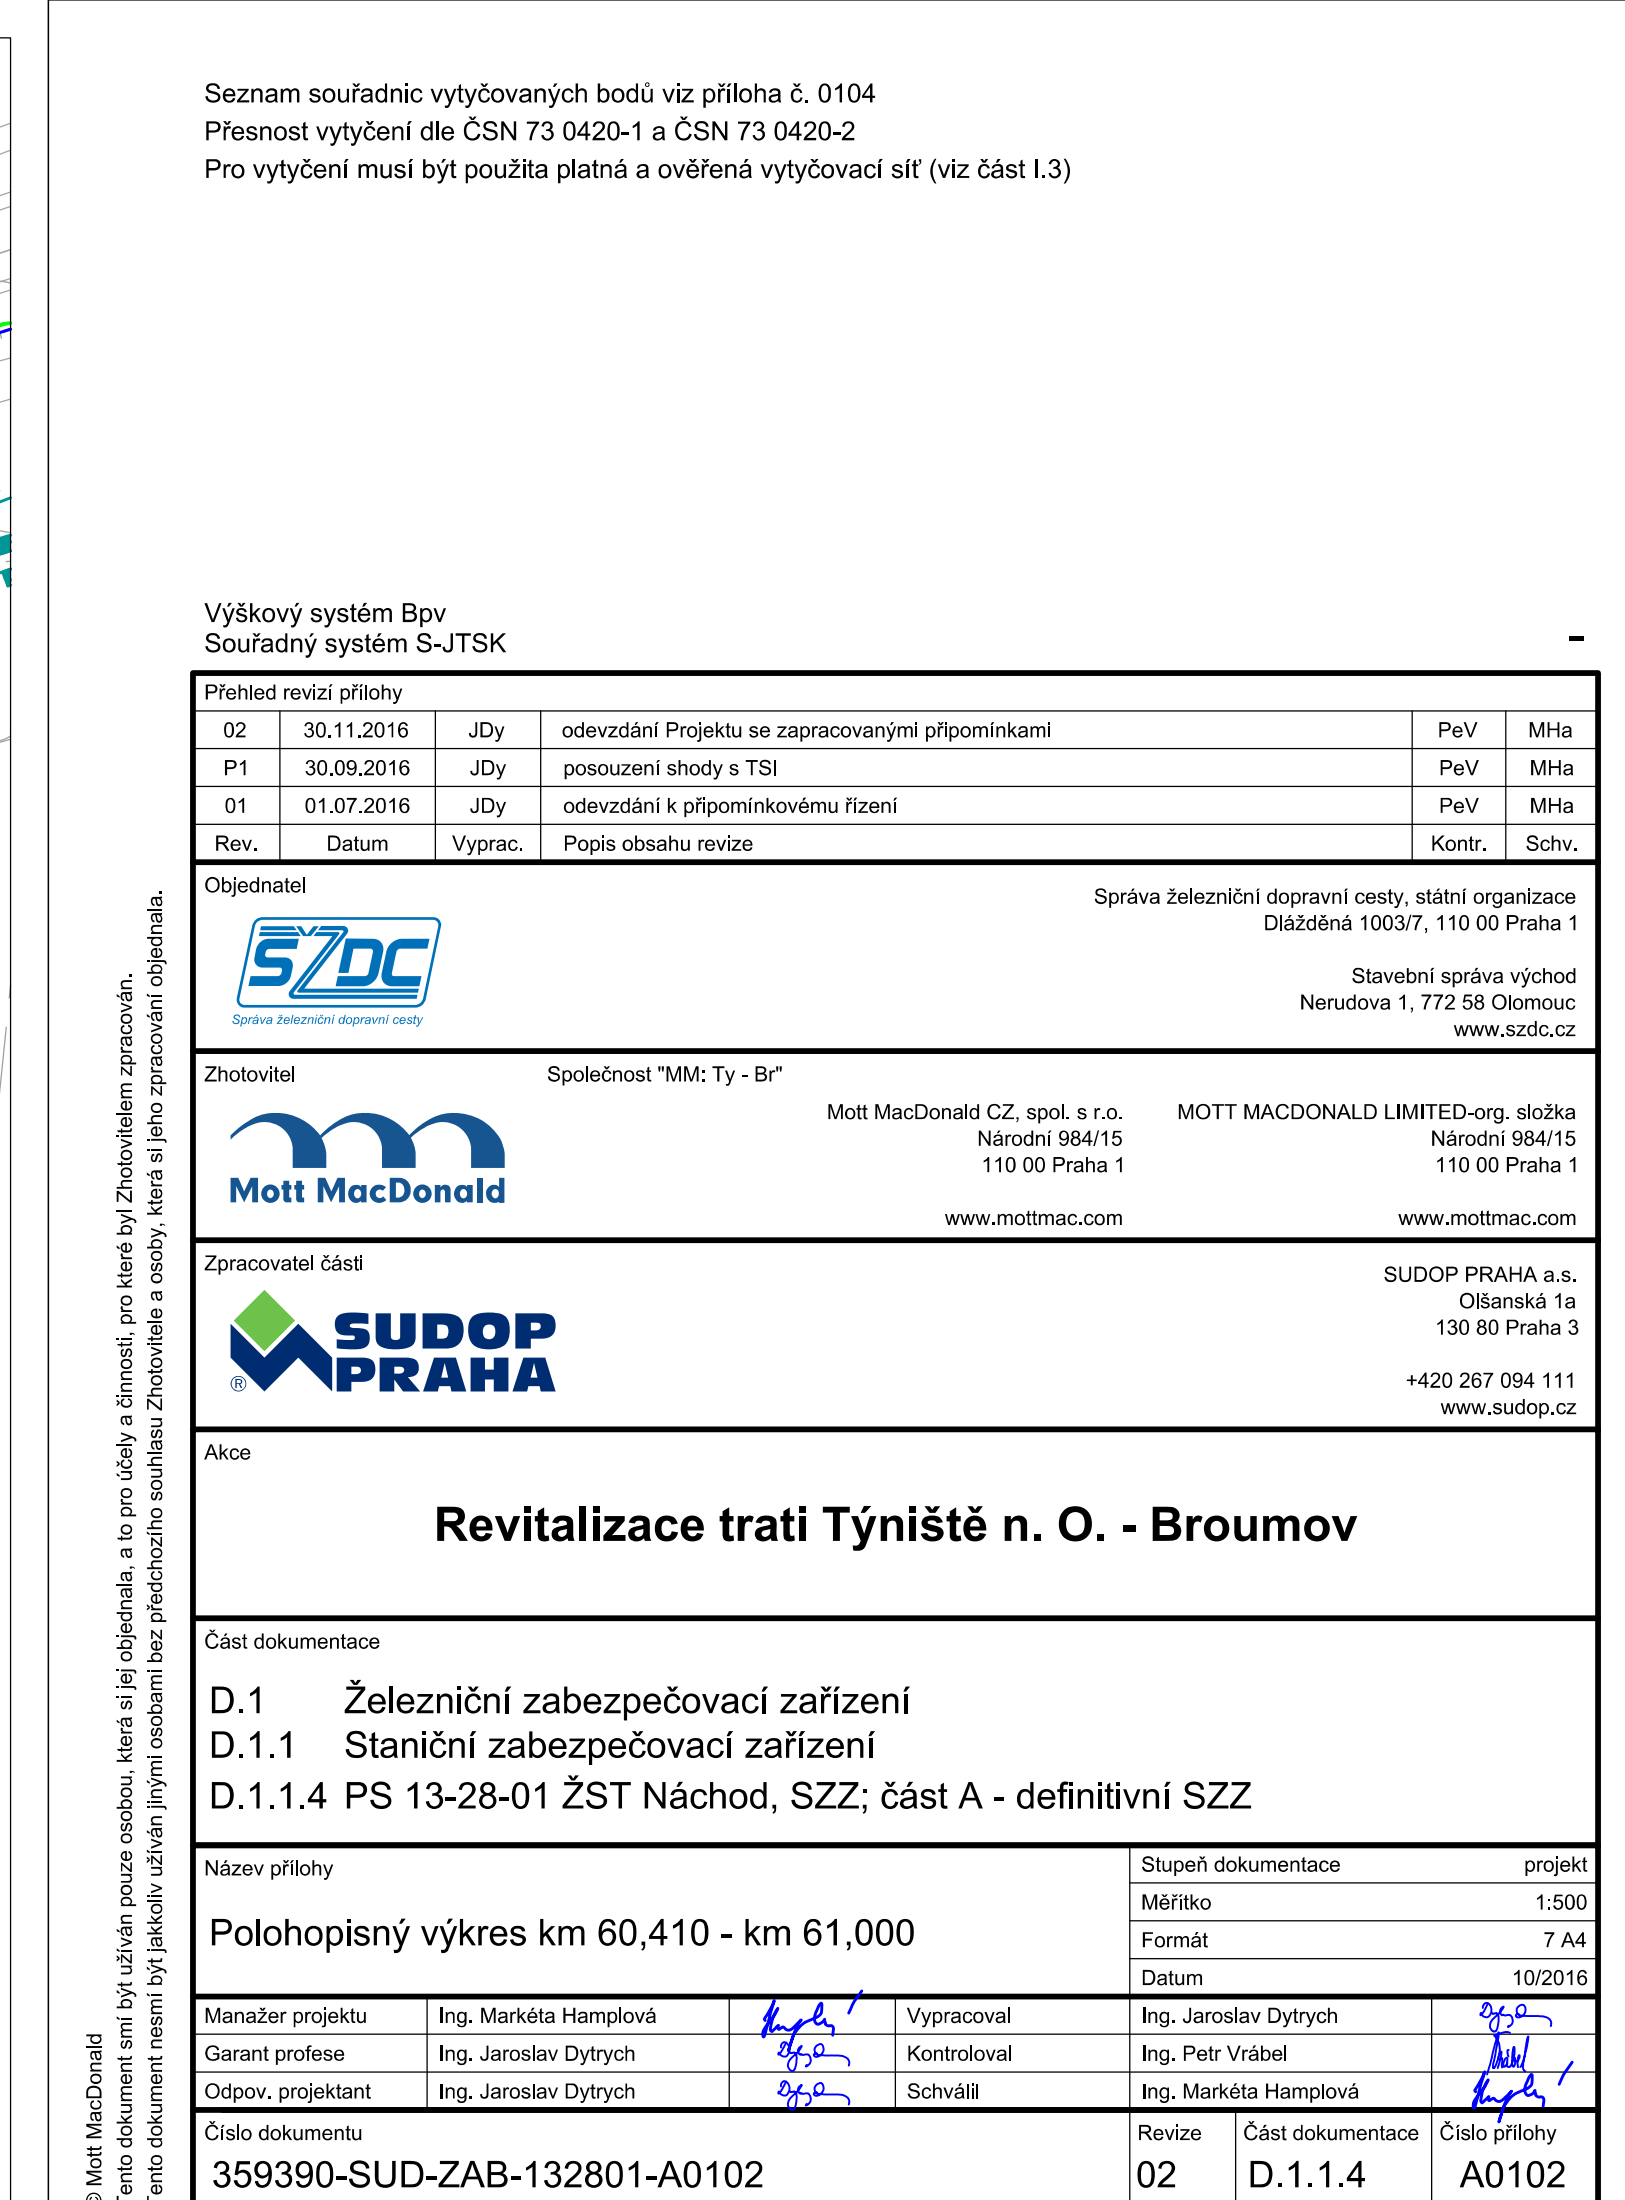 Seznam souřadnic vytyčovaných bodů viz příloha č. 0104
Přesnost vytyčení dle ČSN 73 0420-1 a ČSN 73 0420-2
Pro vytyčení musí být použita platná a ověřená vytyčovací síť (viz část I.3)
Výškový systém Bpv
Souřadný systém S-JTSK
-
Přehled revizí přílohy
02 30.11.2016 JDy odevzdání Projektu se zapracovanými připomínkami PeV MHa
P1 30.09.2016 JDy posouzení shody s TSI PeV MHa
01 01.07.2016 JDy odevzdání k připomínkovému řízení PeV MHa
Rev. Datum Vyprac. Popis obsahu revize Kontr. Schv.
Objednatel
SŽDC
Správa železniční dopravní cesty
Správa železniční dopravní cesty, státní organizace
Dlážděná 1003/7, 110 00 Praha 1
Stavební správa východ
Nerudova 1, 772 58 Olomouc
www.szdc.cz
Zhotovitel Společnost "MM: Ty - Br"
Mott MacDonald
Mott MacDonald CZ, spol. s r.o.
Národní 984/15
110 00 Praha 1
www.mottmac.com
MOTT MACDONALD LIMITED-org. složka
Národní 984/15
110 00 Praha 1
www.mottmac.com
Zpracovatel části
SUDOP
PRAHA
®
SUDOP PRAHA a.s.
Olšanská 1a
130 80 Praha 3
+420 267 094 111
www.sudop.cz
Akce
Revitalizace trati Týniště n. O. - Broumov
Část dokumentace
D.1 Železniční zabezpečovací zařízení
D.1.1 Staniční zabezpečovací zařízení
D.1.1.4 PS 13-28-01 ŽST Náchod, SZZ; část A - definitivní SZZ
Název přílohy
Polohopisný výkres km 60,410 - km 61,000
Stupeň dokumentace projekt
Měřítko 1:500
Formát 7 A4
Datum 10/2016
Manažer projektu Ing. Markéta Hamplová Vypracoval Ing. Jaroslav Dytrych
Garant profese Ing. Jaroslav Dytrych Kontroloval Ing. Petr Vrábel
Odpov. projektant Ing. Jaroslav Dytrych Schválil Ing. Markéta Hamplová
Číslo dokumentu Revize Část dokumentace Číslo přílohy
359390-SUD-ZAB-132801-A0102 02 D.1.1.4 A0102
© Mott MacDonald
Tento dokument smí být užíván pouze osobou, která si jej objednala, a to pro účely a činnosti, pro které byl Zhotovitelem zpracován.
Tento dokument nesmí být jakkoliv užíván jinými osobami bez předchozího souhlasu Zhotovitele a osoby, která si jeho zpracování objednala.